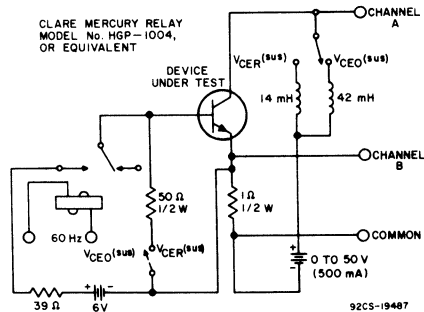 CLARE MERCURY RELAY
MODEL No. HGP-1004,
OR EQUIVALENT
CHANNEL
A
DEVICE
UNDER TEST
VCER(sus)
VCEO(sus)
14 mH
42 mH
CHANNEL
B
50 Ω
1/2 W
1Ω
1/2 W
60 Hz
COMMON
VCEO(sus)
VCER(sus)
+
-
0 TO 50 V
(500 mA)
+
-
39 Ω
6V
92CS-19487